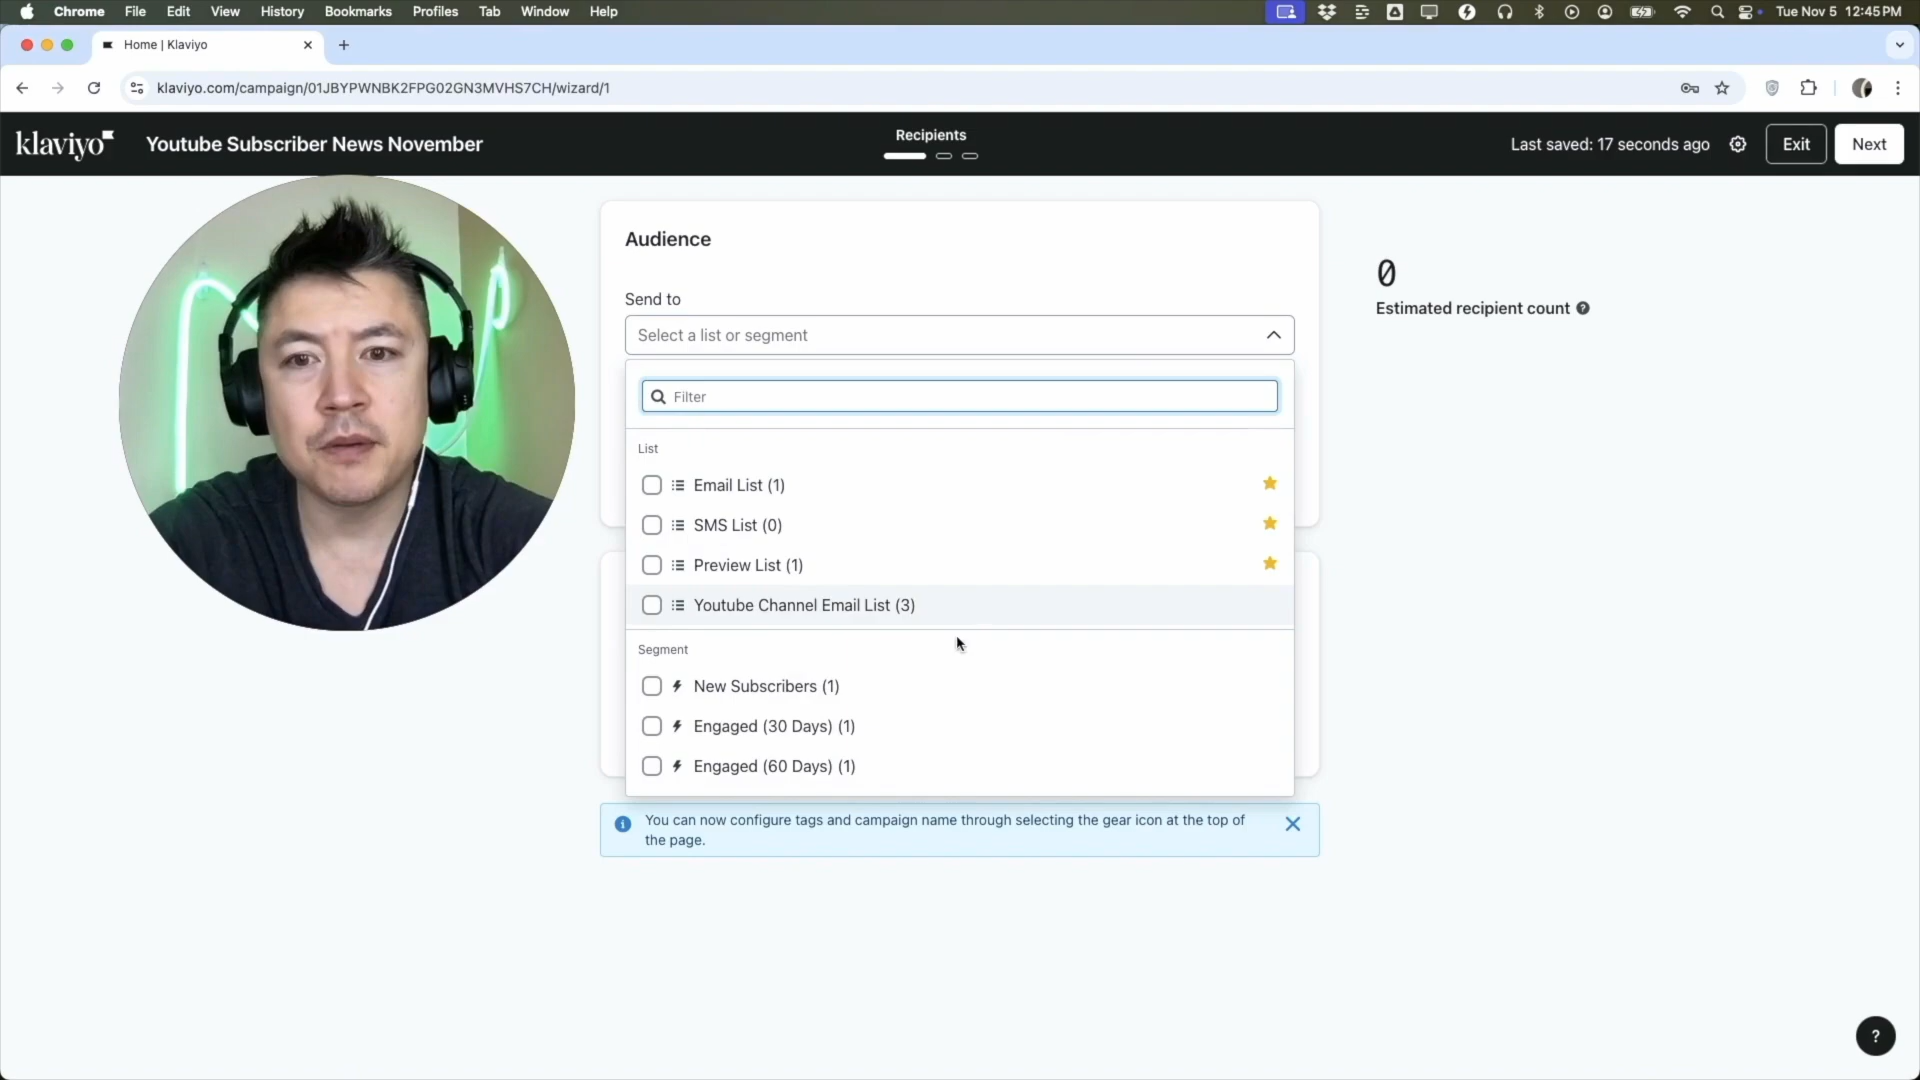 Chrome File Edit View History Bookmarks Profiles Tab Window Help Tue Nov 5 12:45 PM
Home | Klaviyo
klaviyo.com/campaign/01JBYPWNBK2FPG02GN3MVHS7CH/wizard/1
klaviyo Youtube Subscriber News November Recipients Last saved: 17 seconds ago Exit Next
Audience
0
Estimated recipient count ?
Send to
Select a list or segment
Filter
List
Email List (1)
SMS List (0)
Preview List (1)
Youtube Channel Email List (3)
Segment
New Subscribers (1)
Engaged (30 Days) (1)
Engaged (60 Days) (1)
You can now configure tags and campaign name through selecting the gear icon at the top of
the page.
?